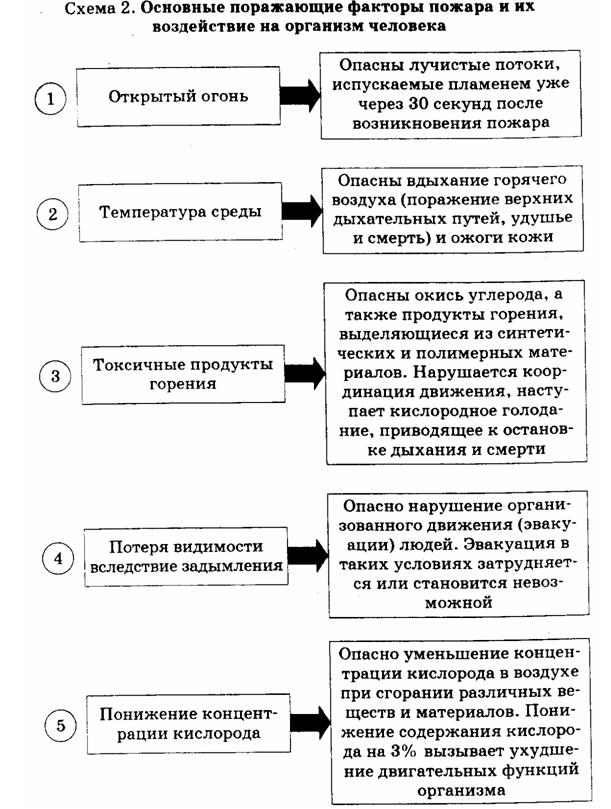 Схема 2. Основные поражающие факторы пожара и их
воздействие на организм человека
1
Открытый огонь
Опасны лучистые потоки,
испускаемые пламенем уже
через 30 секунд после
возникновения пожара
2
Температура среды
Опасны вдыхание горячего
воздуха (поражение верхних
дыхательных путей, удушье
и смерть) и ожоги кожи
3
Токсичные продукты
горения
Опасны окись углерода, а
также продукты горения,
выделяющиеся из синтети-
ческих и полимерных мате-
риалов. Нарушается коор-
динация движения, насту-
пает кислородное голода-
ние, приводящее к останов-
ке дыхания и смерти
4
Потеря видимости
вследствие задымления
Опасно нарушение органи-
зованного движения (эваку-
ации) людей. Эвакуация в
таких условиях затрудняет-
ся или становится невоз-
можной
5
Понижение концент-
рации кислорода
Опасно уменьшение концен-
трации кислорода в воздухе
при сгорании различных ве-
ществ и материалов. Пони-
жение содержания кислоро-
да на 3% вызывает ухудше-
ние двигательных функций
организма